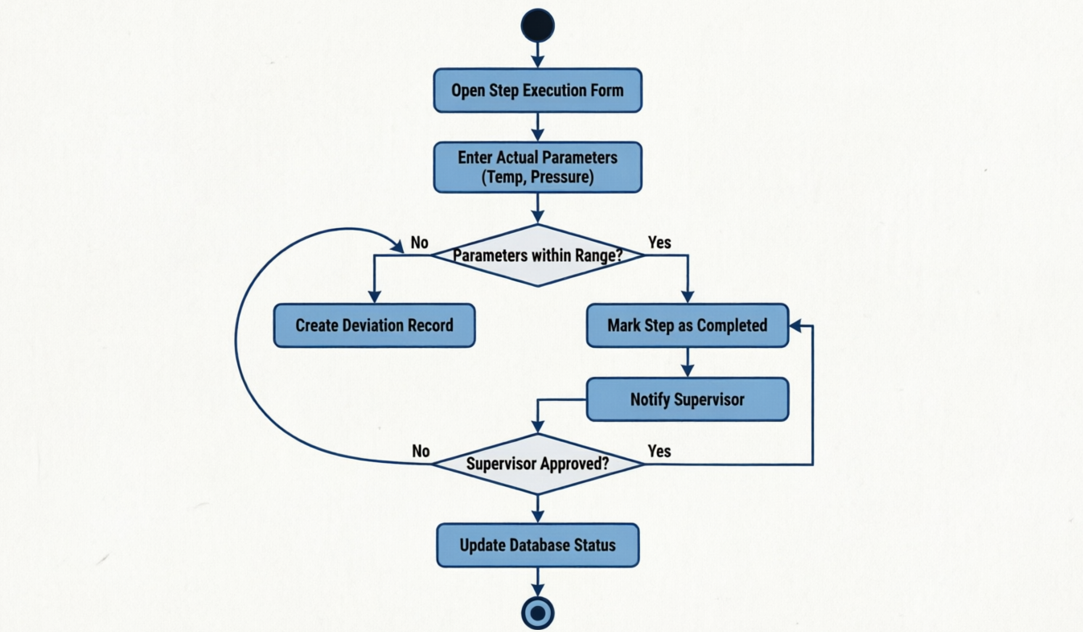 Open Step Execution Form
Enter Actual Parameters
(Temp, Pressure)
No
Parameters within Range?
Yes
Create Deviation Record
Mark Step as Completed
Notify Supervisor
No
Supervisor Approved?
Yes
Update Database Status